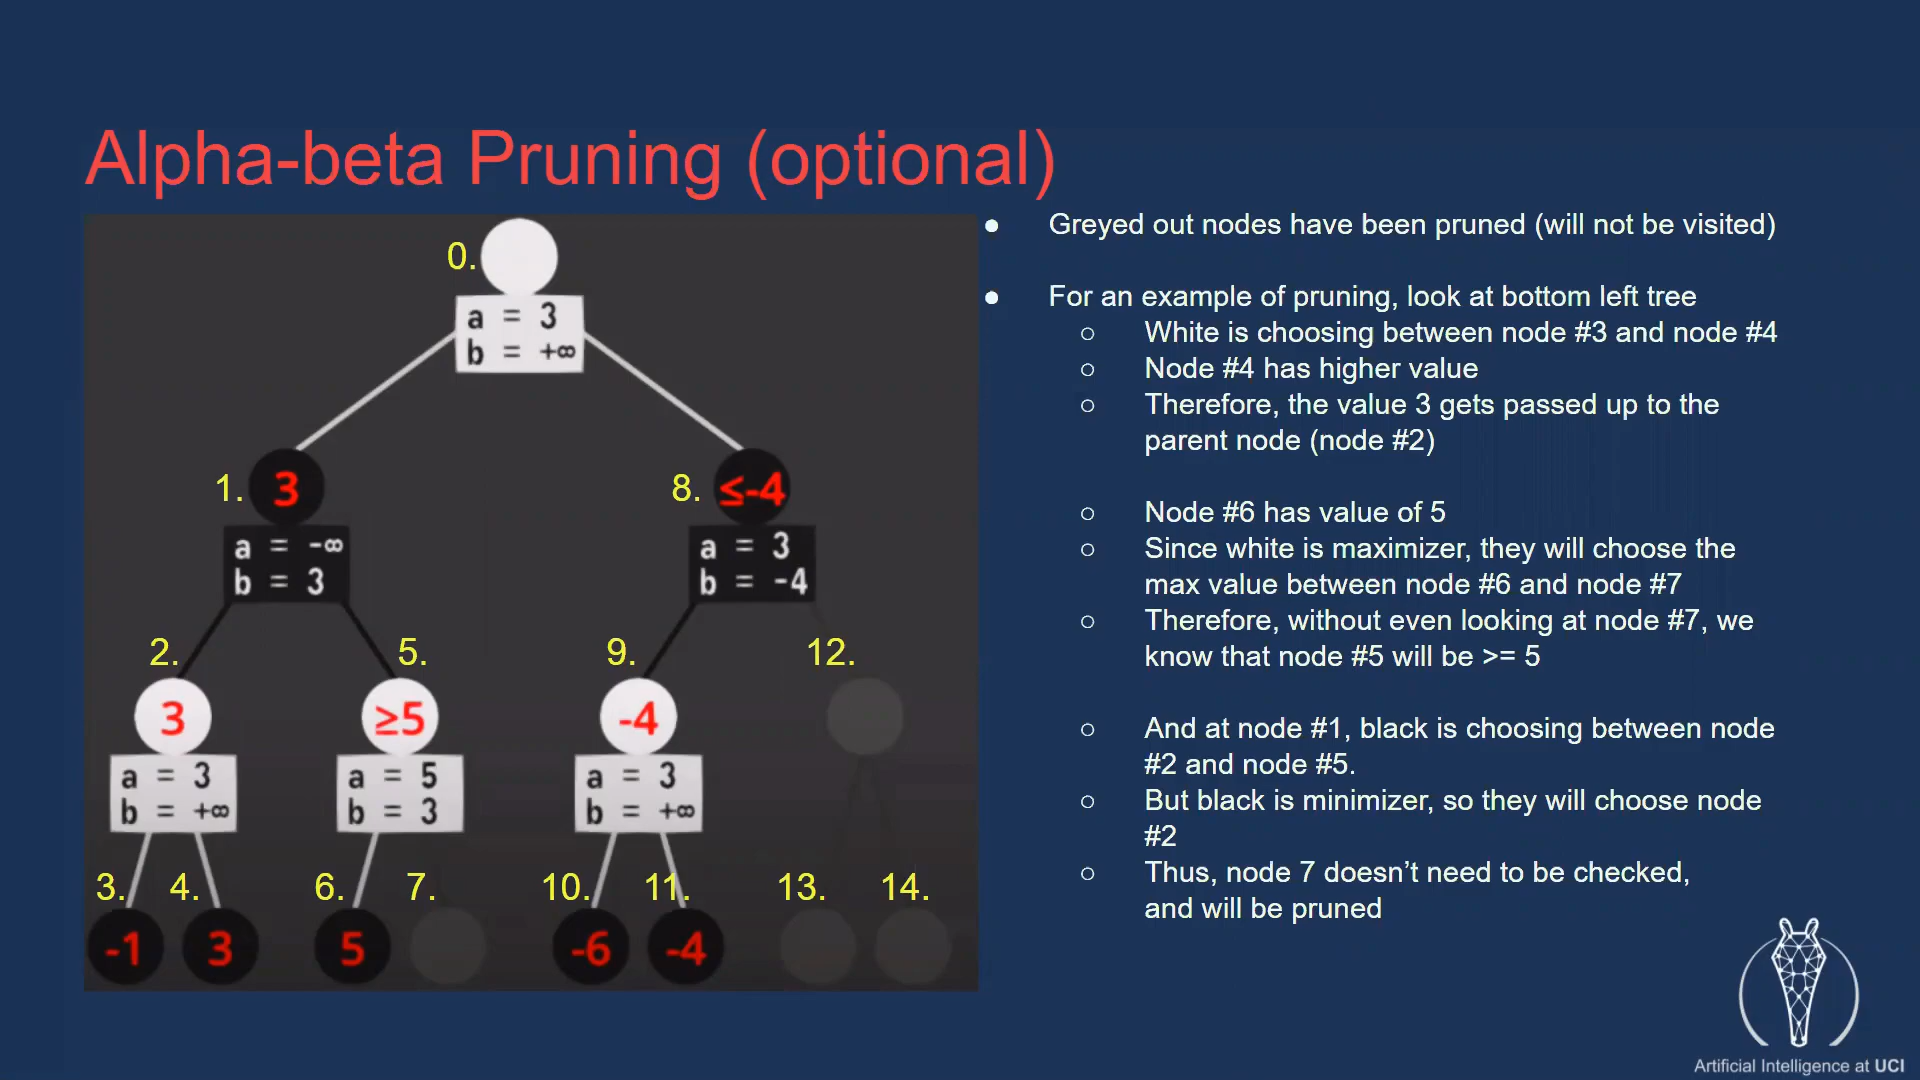 Alpha-beta Pruning (optional)
0.
a = 3
b = +∞
1. 3
8. ≤-4
a = -∞
b = 3
a = 3
b = -4
2. 5. 9. 12.
3 ≥5 -4
a = 3
b = +∞
a = 5
b = 3
a = 3
b = +∞
3. 4. 6. 7. 10. 11. 13. 14.
-1 3 5 -6 -4
● Greyed out nodes have been pruned (will not be visited)
● For an example of pruning, look at bottom left tree
○ White is choosing between node #3 and node #4
○ Node #4 has higher value
○ Therefore, the value 3 gets passed up to the
parent node (node #2)
○ Node #6 has value of 5
○ Since white is maximizer, they will choose the
max value between node #6 and node #7
○ Therefore, without even looking at node #7, we
know that node #5 will be >= 5
○ And at node #1, black is choosing between node
#2 and node #5.
○ But black is minimizer, so they will choose node
#2
○ Thus, node 7 doesn’t need to be checked,
and will be pruned
Artificial Intelligence at UCI